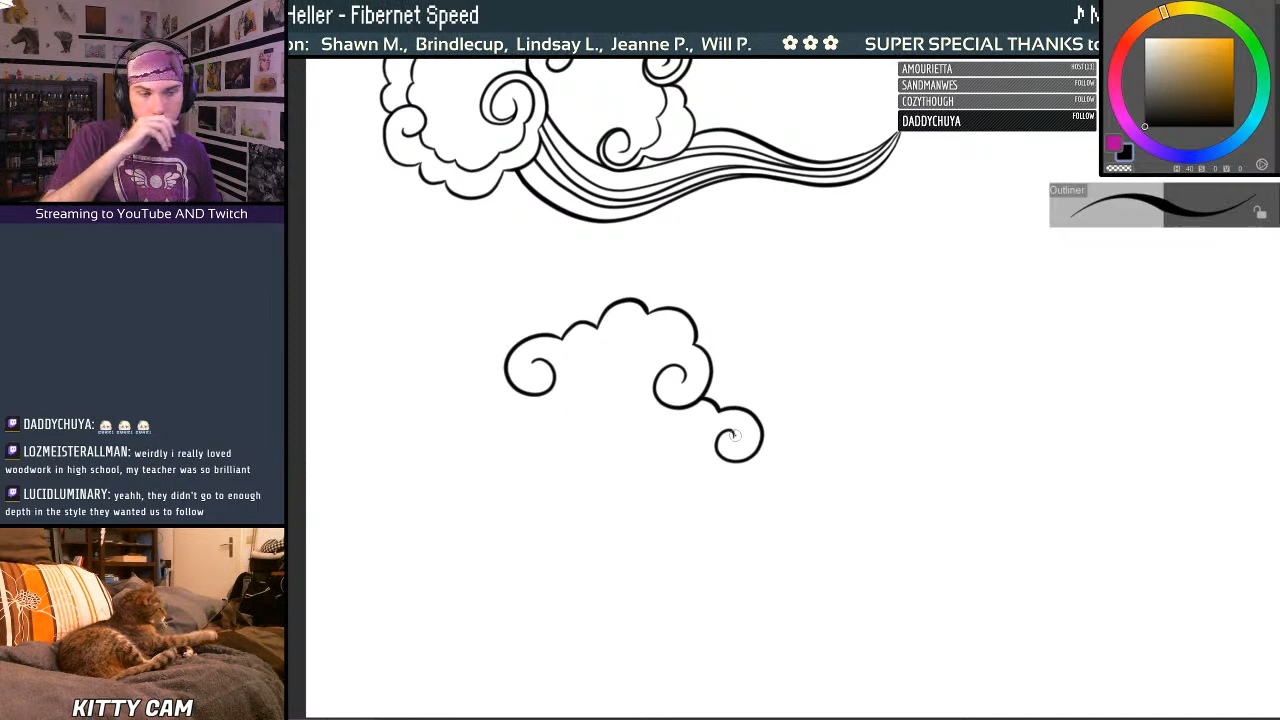 Heller - Fibernet Speed
on: Shawn M., Brindlecup, Lindsay L., Jeanne P., Will P. ✿ ✿ ✿ SUPER SPECIAL THANKS to
AMOURIETTA
SANDMANWES FOLLOW
COZYTHOUGH FOLLOW
DADDYCHUYA FOLLOW
H 40 S 0 V 0
Outliner
Streaming to YouTube AND Twitch
DADDYCHUYA:
LOZMEISTERALLMAN: weirdly i really loved
woodwork in high school, my teacher was so brilliant
LUCIDLUMINARY: yeahh, they didn't go to enough
depth in the style they wanted us to follow
KITTY CAM